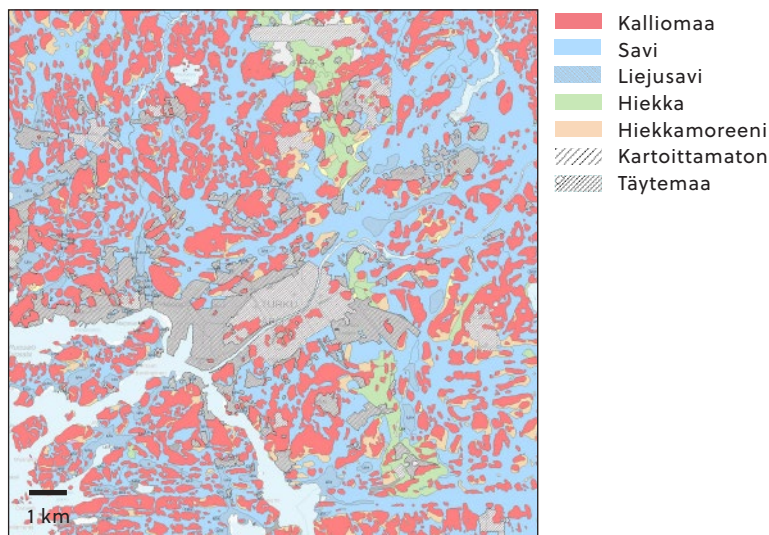 Kalliomaa
Savi
Liejusavi
Hiekka
Hiekkamoreeni
Kartoittamaton
Täytemaa
TURKU
1 km